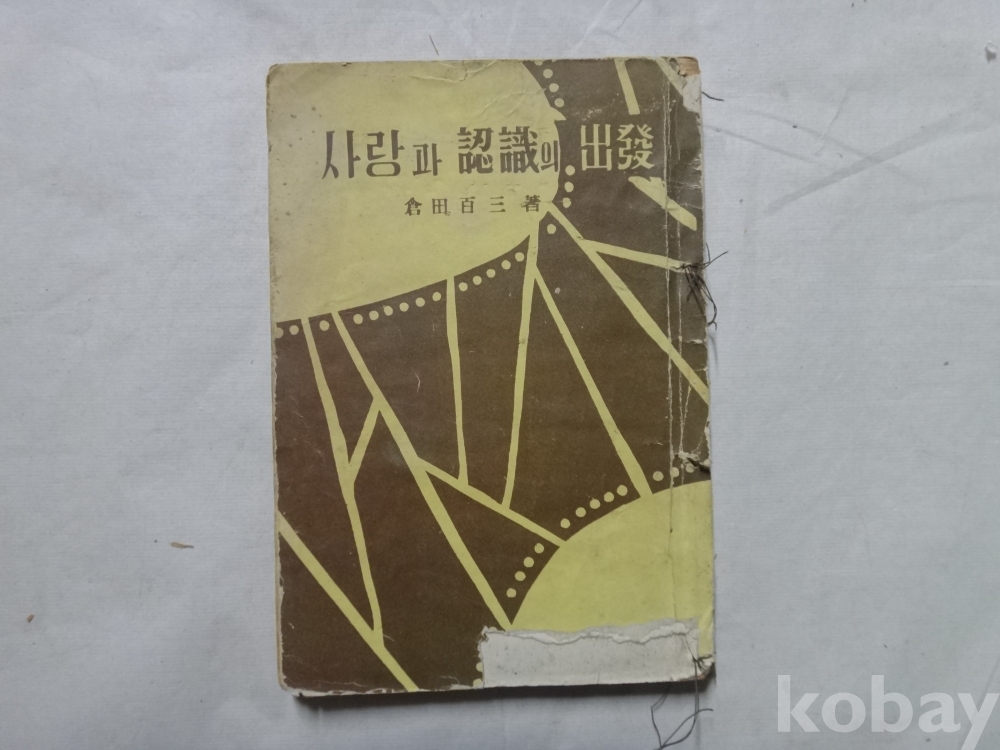 사랑과 認識의 出發
倉田百三 著
kobay